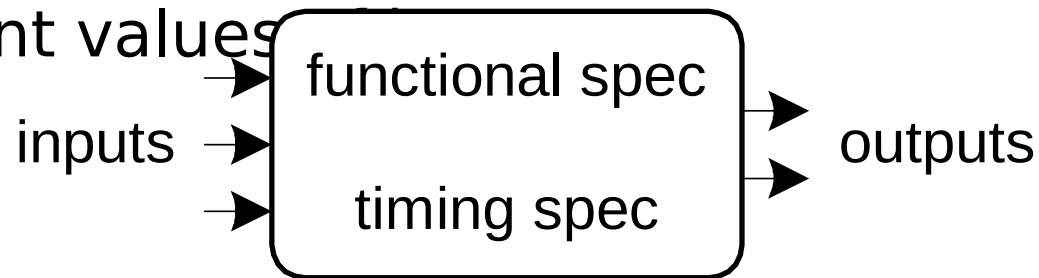 nt values
functional spec
inputs
outputs
timing spec